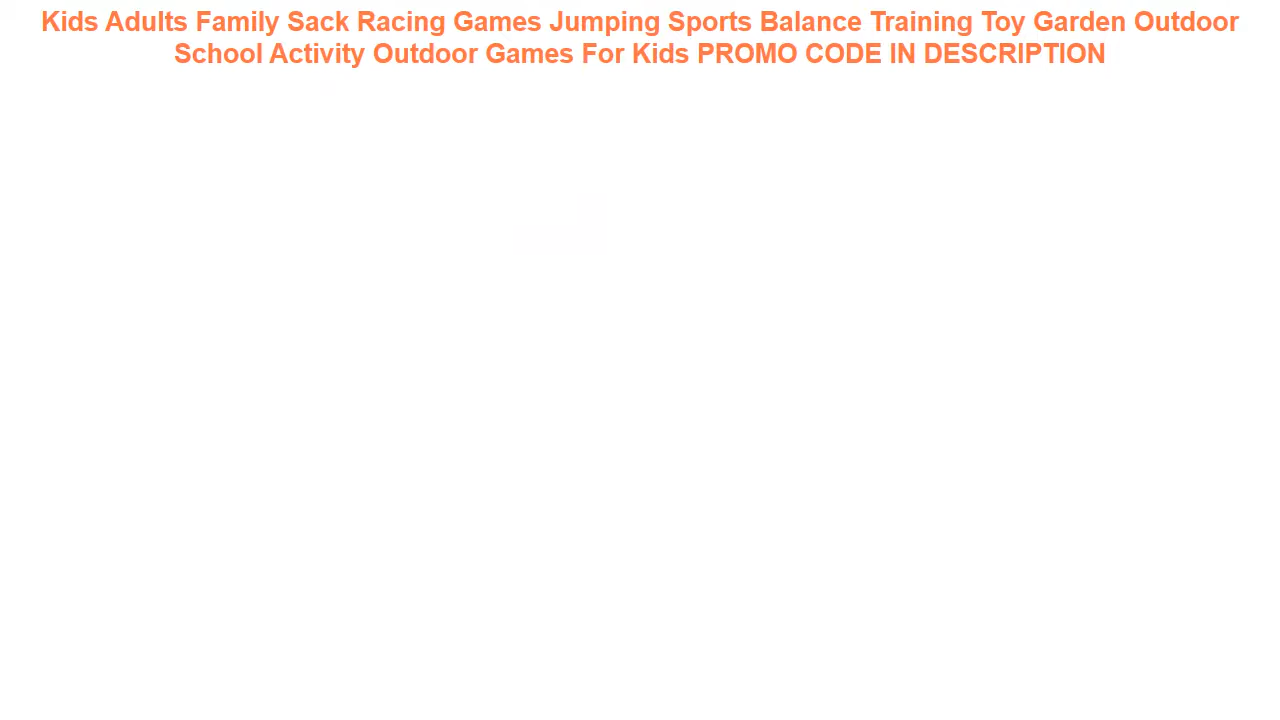 Kids Adults Family Sack Racing Games Jumping Sports Balance Training Toy Garden Outdoor
School Activity Outdoor Games For Kids PROMO CODE IN DESCRIPTION